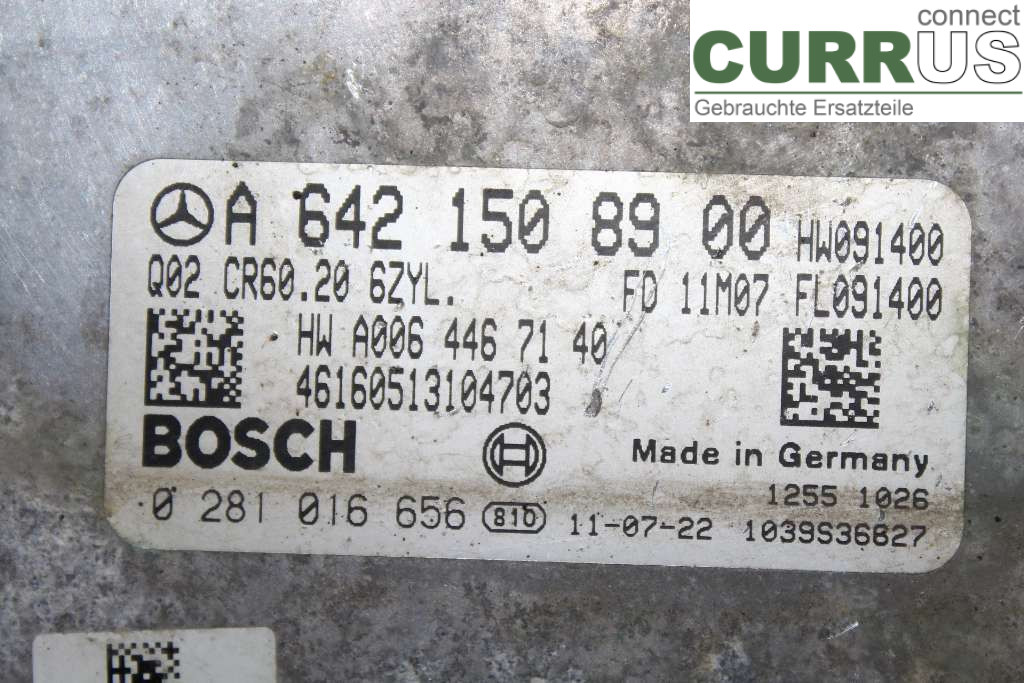 connect
CURRUS
Gebrauchte Ersatzteile
A 642 150 89 00 HW091400
Q02 CR60.20 6ZYL. FD 11M07 FL091400
HW A006 446 71 40
46160513104703
BOSCH
Made in Germany
1255 1026
0 281 016 656 810 11-07-22 1039S36827